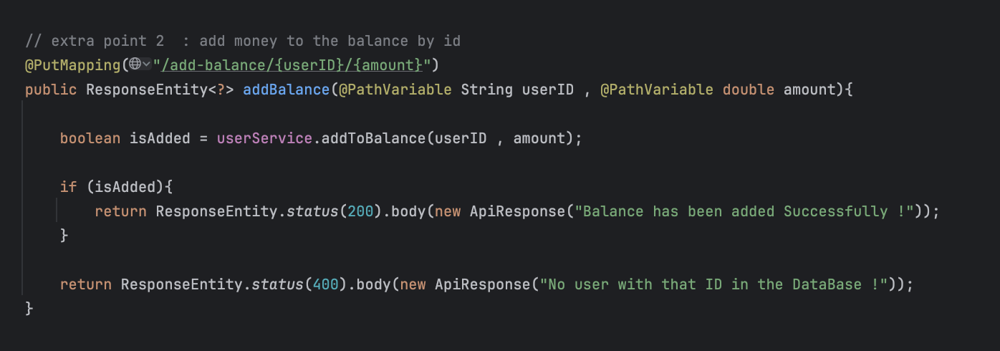 // extra point 2  : add money to the balance by id
@PutMapping("/add-balance/{userID}/{amount}")
public ResponseEntity<?> addBalance(@PathVariable String userID , @PathVariable double amount){
boolean isAdded = userService.addToBalance(userID , amount);
if (isAdded){
return ResponseEntity.status(200).body(new ApiResponse("Balance has been added Successfully !"));
}
return ResponseEntity.status(400).body(new ApiResponse("No user with that ID in the DataBase !"));
}